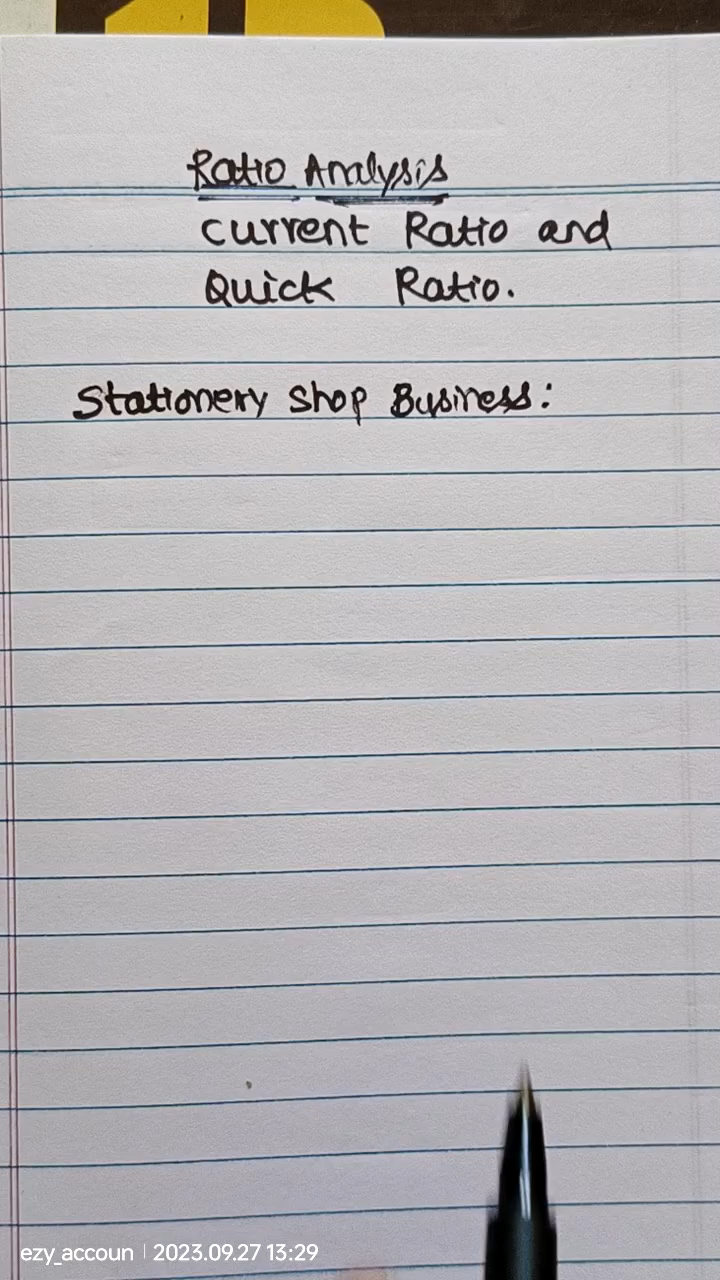 Ratio Analysis
current Ratio and
Quick Ratio.
Stationery Shop Business:
ezy_accoun | 2023.09.27 13:29